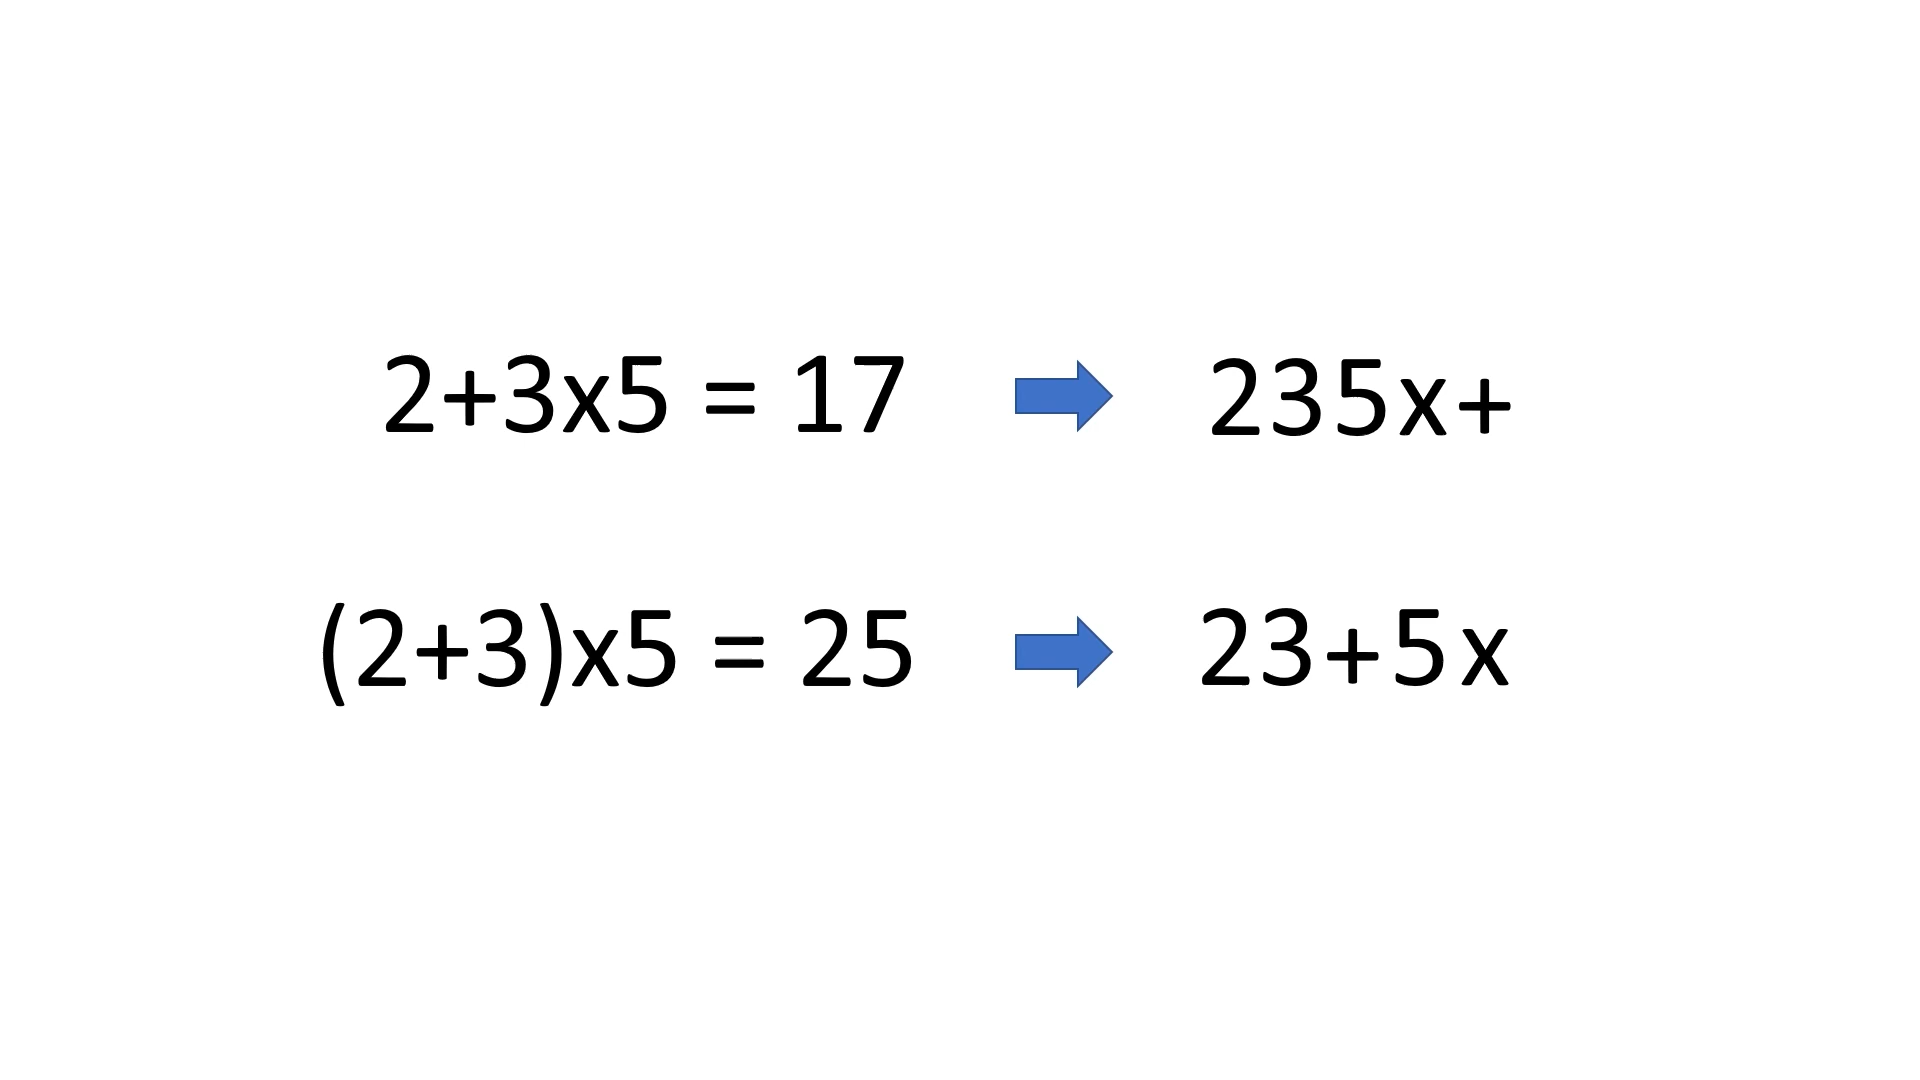 2+3x5 = 17 235x+
(2+3)x5 = 25 23+5x